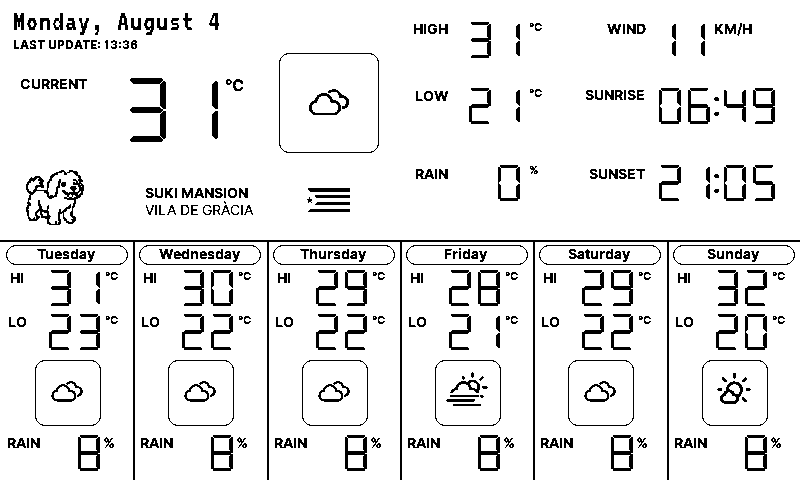 Monday, August 4
LAST UPDATE: 13:36
CURRENT 31°C
SUKI MANSION
VILA DE GRÀCIA
HIGH 31°C
LOW 21°C
RAIN 0%
WIND 11 KM/H
SUNRISE 06:49
SUNSET 21:05
Tuesday
HI 31°C
LO 23°C
RAIN 8%
Wednesday
HI 30°C
LO 22°C
RAIN 8%
Thursday
HI 29°C
LO 22°C
RAIN 8%
Friday
HI 28°C
LO 21°C
RAIN 8%
Saturday
HI 29°C
LO 22°C
RAIN 8%
Sunday
HI 32°C
LO 20°C
RAIN 8%